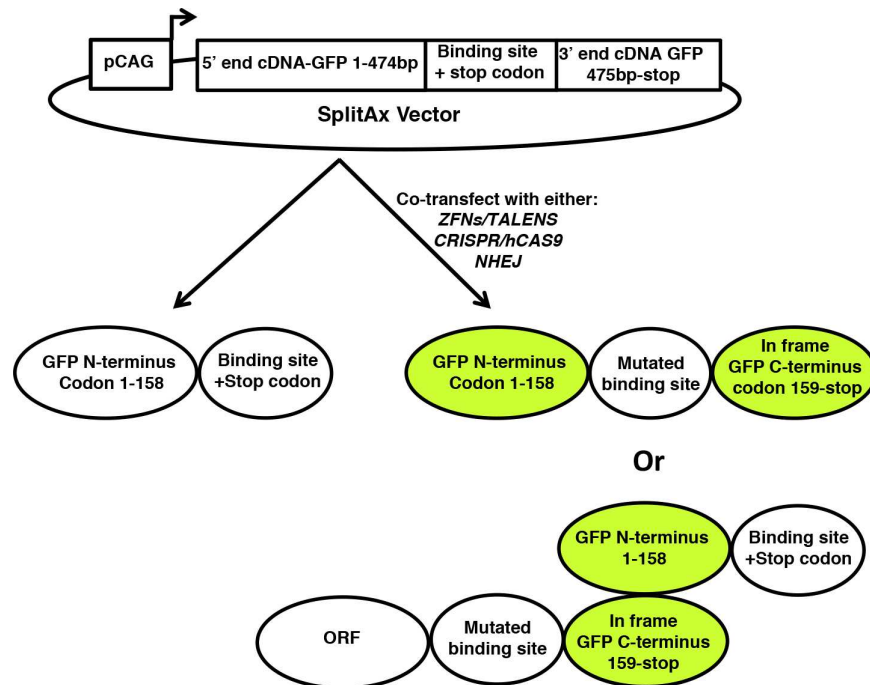 pCAG
5' end cDNA-GFP 1-474bp
Binding site
+ stop codon
3' end cDNA GFP
475bp-stop
SplitAx Vector
Co-transfect with either:
ZFNs/TALENS
CRISPR/hCAS9
NHEJ
GFP N-terminus
Codon 1-158
Binding site
+Stop codon
GFP N-terminus
Codon 1-158
Mutated
binding site
In frame
GFP C-terminus
codon 159-stop
Or
GFP N-terminus
1-158
Binding site
+Stop codon
ORF
Mutated
binding site
In frame
GFP C-terminus
159-stop